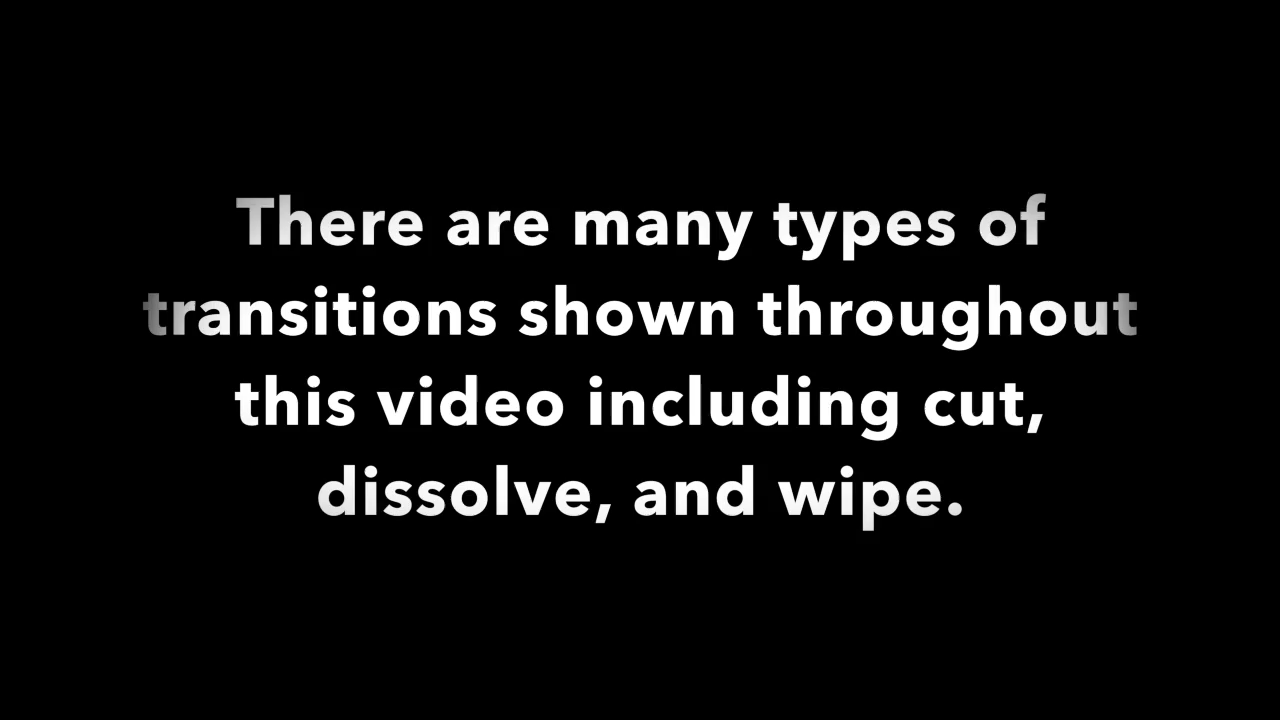 There are many types of
transitions shown throughout
this video including cut,
dissolve, and wipe.